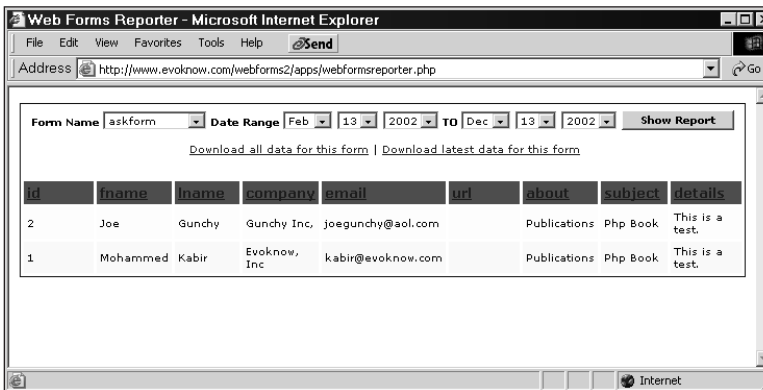 Web Forms Reporter - Microsoft Internet Explorer
File Edit View Favorites Tools Help Send
Address http://www.evoknow.com/webforms2/apps/webformsreporter.php Go
Form Name askform Date Range Feb 13 2002 TO Dec 13 2002 Show Report
Download all data for this form | Download latest data for this form
id fname lname company email url about subject details
2 Joe Gunchy Gunchy Inc, joegunchy@aol.com Publications Php Book This is a
test.
1 Mohammed Kabir Evoknow,
Inc kabir@evoknow.com Publications Php Book This is a
test.
Internet